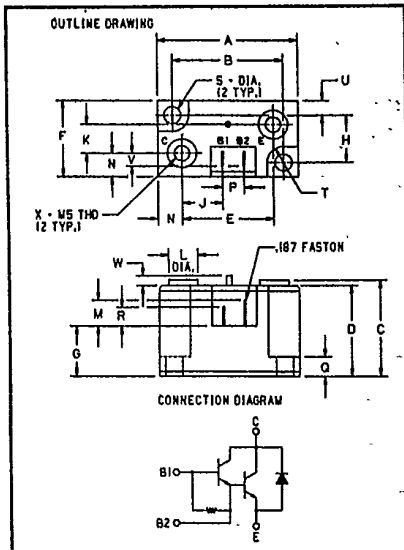 OUTLINE DRAWING
A
B
S - DIA.
(2 TYP.)
U
F
K
N
V
C
E
B1 B2
H
X - M5 THD
(2 TYP.)
N
J
P
E
T
W
L
DIA.
.187 FASTON
M
R
G
Q
D
C
CONNECTION DIAGRAM
C
B1
B2
E